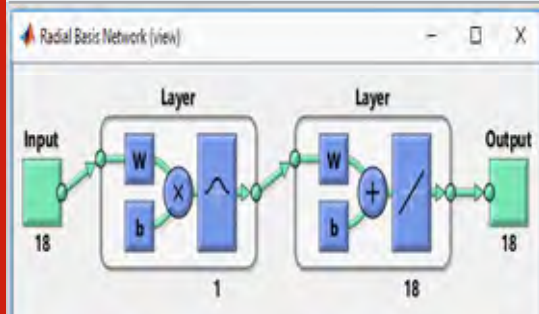 Radial Basis Network (view)
Layer Layer
Input Output
W W
b b
18 18
1 18